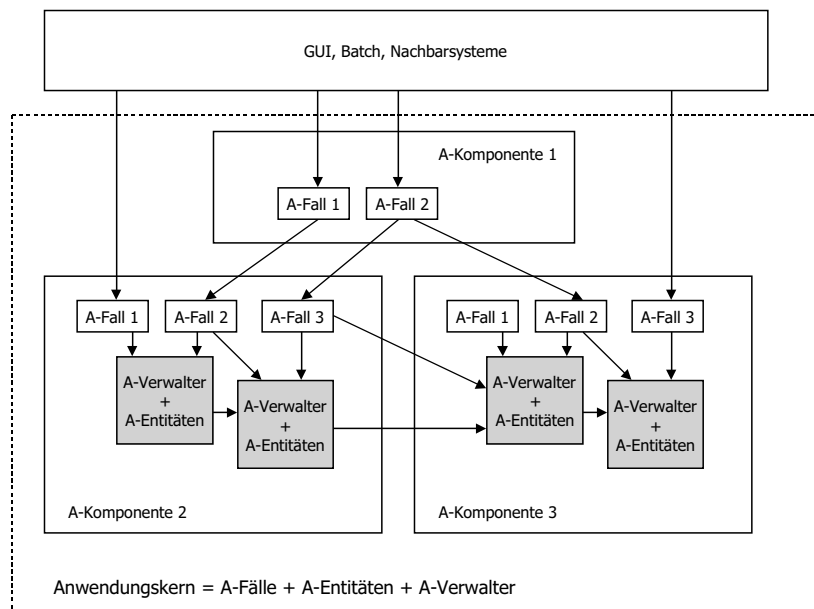 GUI, Batch, Nachbarsysteme
A-Komponente 1
A-Fall 1
A-Fall 2
A-Fall 1
A-Fall 2
A-Fall 3
A-Verwalter
+
A-Entitäten
A-Verwalter
+
A-Entitäten
A-Komponente 2
A-Fall 1
A-Fall 2
A-Fall 3
A-Verwalter
+
A-Entitäten
A-Verwalter
+
A-Entitäten
A-Komponente 3
Anwendungskern = A-Fälle + A-Entitäten + A-Verwalter